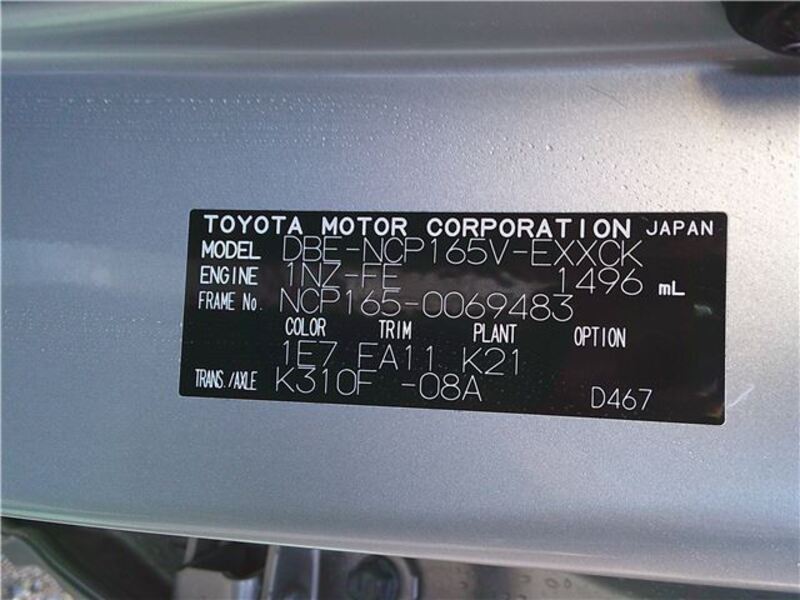 TOYOTA MOTOR CORPORATION JAPAN
MODEL DBE-NCP165V-EXXCK
ENGINE 1NZ-FE 1496 mL
FRAME No. NCP165-0069483
COLOR TRIM PLANT OPTION
1E7 FA11 K21
TRANS./AXLE K310F -08A D467